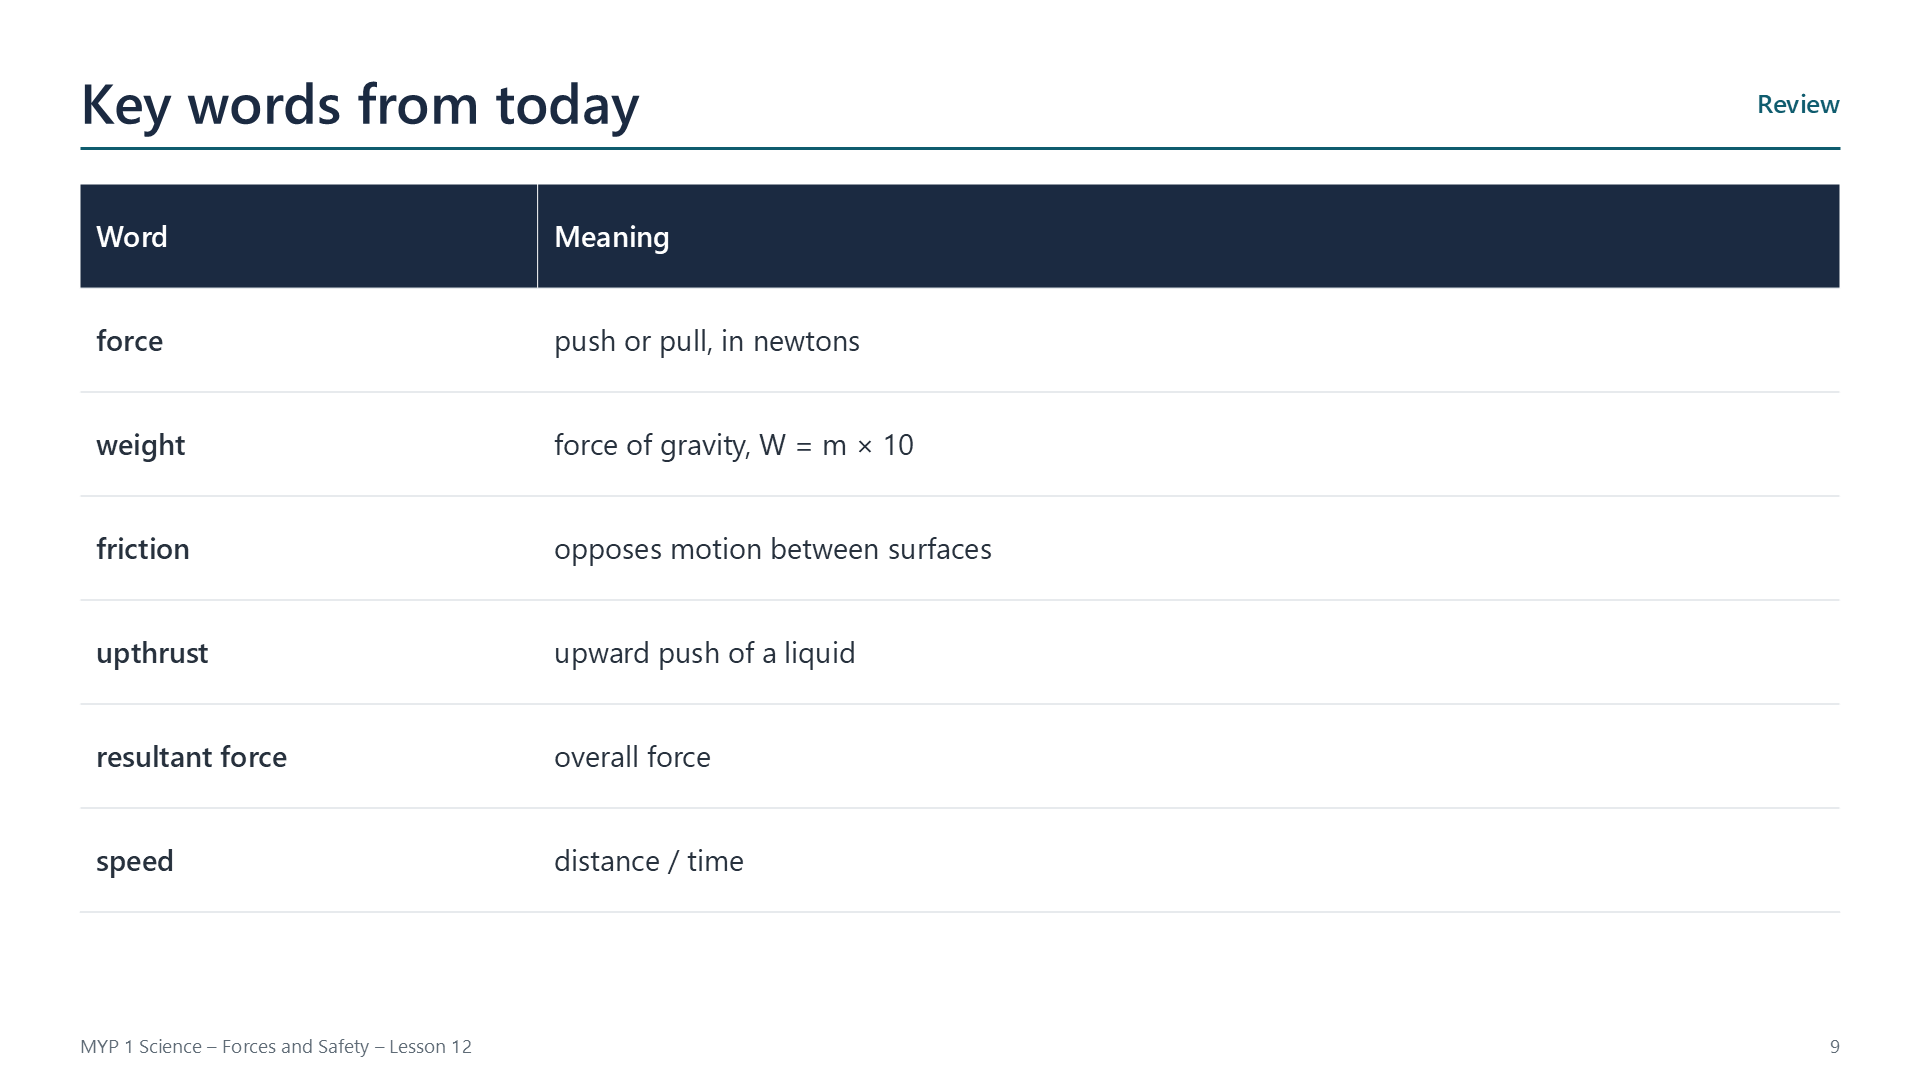 Key words from today
Review
Word Meaning
force push or pull, in newtons
weight force of gravity, W = m × 10
friction opposes motion between surfaces
upthrust upward push of a liquid
resultant force overall force
speed distance / time
MYP 1 Science – Forces and Safety – Lesson 12
9